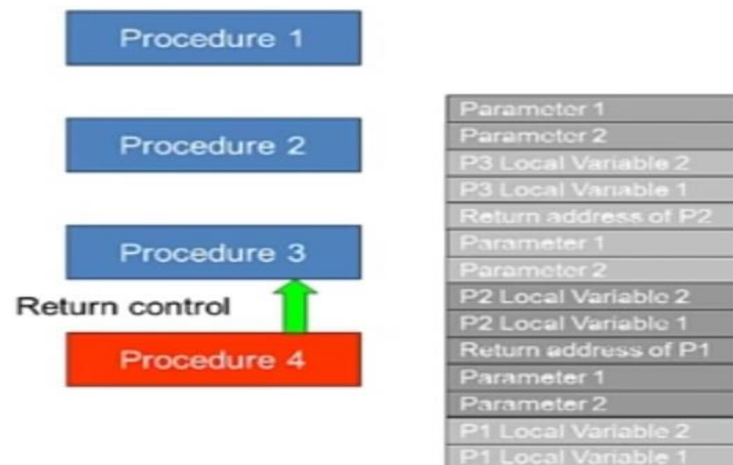 Procedure 1
Procedure 2
Procedure 3
Return control
Procedure 4
Parameter 1
Parameter 2
P3 Local Variable 2
P3 Local Variable 1
Return address of P2
Parameter 1
Parameter 2
P2 Local Variable 2
P2 Local Variable 1
Return address of P1
Parameter 1
Parameter 2
P1 Local Variable 2
P1 Local Variable 1